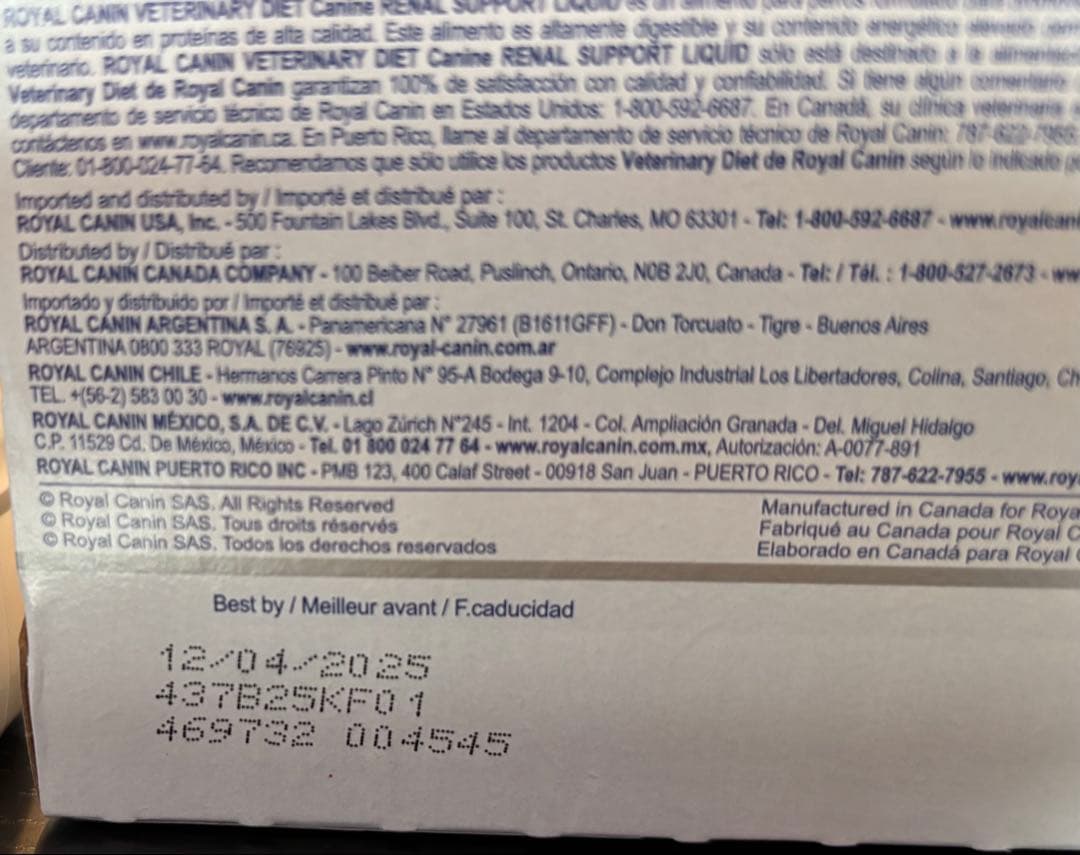 ROYAL CANIN VETERINARY DIET Canine RENAL SUPPORT LIQUID es un alimento para perros
a su contenido en proteínas de alta calidad. Este alimento es altamente digestible y su contenido energético elevado
veterinario. ROYAL CANIN VETERINARY DIET Canine RENAL SUPPORT LIQUID sólo está destinado a la
Veterinary Diet de Royal Canin garantizan 100% de satisfacción con calidad y confiabilidad. Si tiene algún comentario
departamento de servicio técnico de Royal Canin en Estados Unidos: 1-800-592-6687. En Canadá, su clínica veterinaria
contáctenos en www.royalcanin.ca. En Puerto Rico, llame al departamento de servicio técnico de Royal Canin:
Cliente: 01-800-024-77-64. Recomendamos que sólo utilice los productos Veterinary Diet de Royal Canin según lo indicado
Imported and distributed by / Importé et distribué par :
ROYAL CANIN USA, Inc. - 500 Fountain Lakes Blvd., Suite 100, St. Charles, MO 63301 - Tel: 1-800-592-6687 - www.royalcani
Distributed by / Distribué par :
ROYAL CANIN CANADA COMPANY - 100 Beiber Road, Puslinch, Ontario, N0B 2J0, Canada - Tel: / Tél. : 1-800-527-2673 - ww
Importado y distribuido por / Importé et distribué par :
ROYAL CANIN ARGENTINA S. A. - Panamericana N° 27961 (B1611GFF) - Don Torcuato - Tigre - Buenos Aires
ARGENTINA 0800 333 ROYAL (76925) - www.royal-canin.com.ar
ROYAL CANIN CHILE - Hermanos Carrera Pinto N° 95-A Bodega 9-10, Complejo Industrial Los Libertadores, Colina, Santiago, Ch
TEL. +(56-2) 583 00 30 - www.royalcanin.cl
ROYAL CANIN MÉXICO, S.A. DE C.V. - Lago Zúrich N°245 - Int. 1204 - Col. Ampliación Granada - Del. Miguel Hidalgo
C.P. 11529 Cd. De México, México - Tel. 01 800 024 77 64 - www.royalcanin.com.mx, Autorización: A-0077-891
ROYAL CANIN PUERTO RICO INC - PMB 123, 400 Calaf Street - 00918 San Juan - PUERTO RICO - Tel: 787-622-7955 - www.roy
© Royal Canin SAS. All Rights Reserved
© Royal Canin SAS. Tous droits réservés
© Royal Canin SAS. Todos los derechos reservados
Manufactured in Canada for Roya
Fabriqué au Canada pour Royal C
Elaborado en Canadá para Royal C
Best by / Meilleur avant / F.caducidad
12/04/2025
437B25KF01
469732 004545